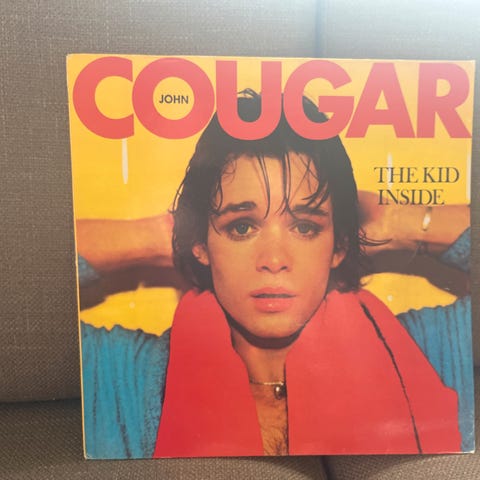 COUGAR
JOHN
THE KID
INSIDE